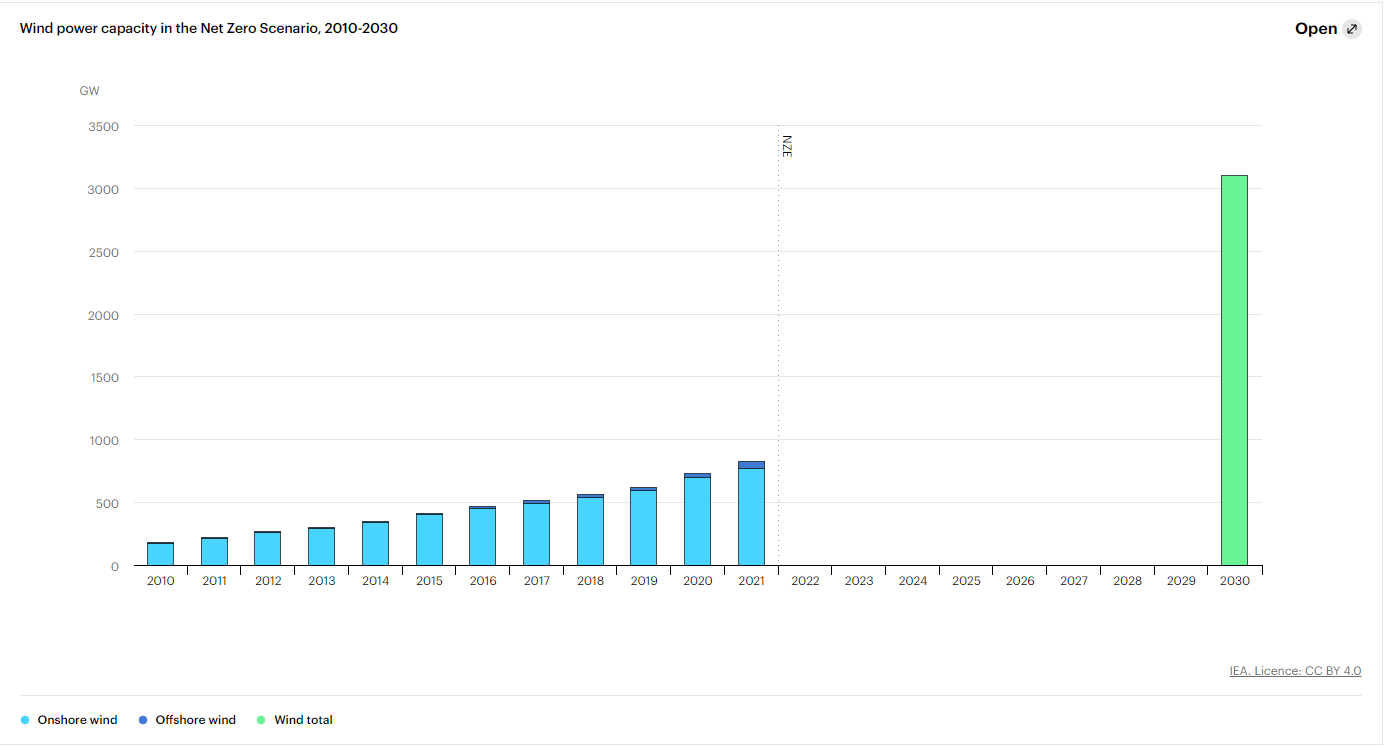 Wind power capacity in the Net Zero Scenario, 2010-2030
Open
GW
3500
NZE
3000
2500
2000
1500
1000
500
0
2010 2011 2012 2013 2014 2015 2016 2017 2018 2019 2020 2021 2022 2023 2024 2025 2026 2027 2028 2029 2030
IEA. Licence: CC BY 4.0
Onshore wind Offshore wind Wind total